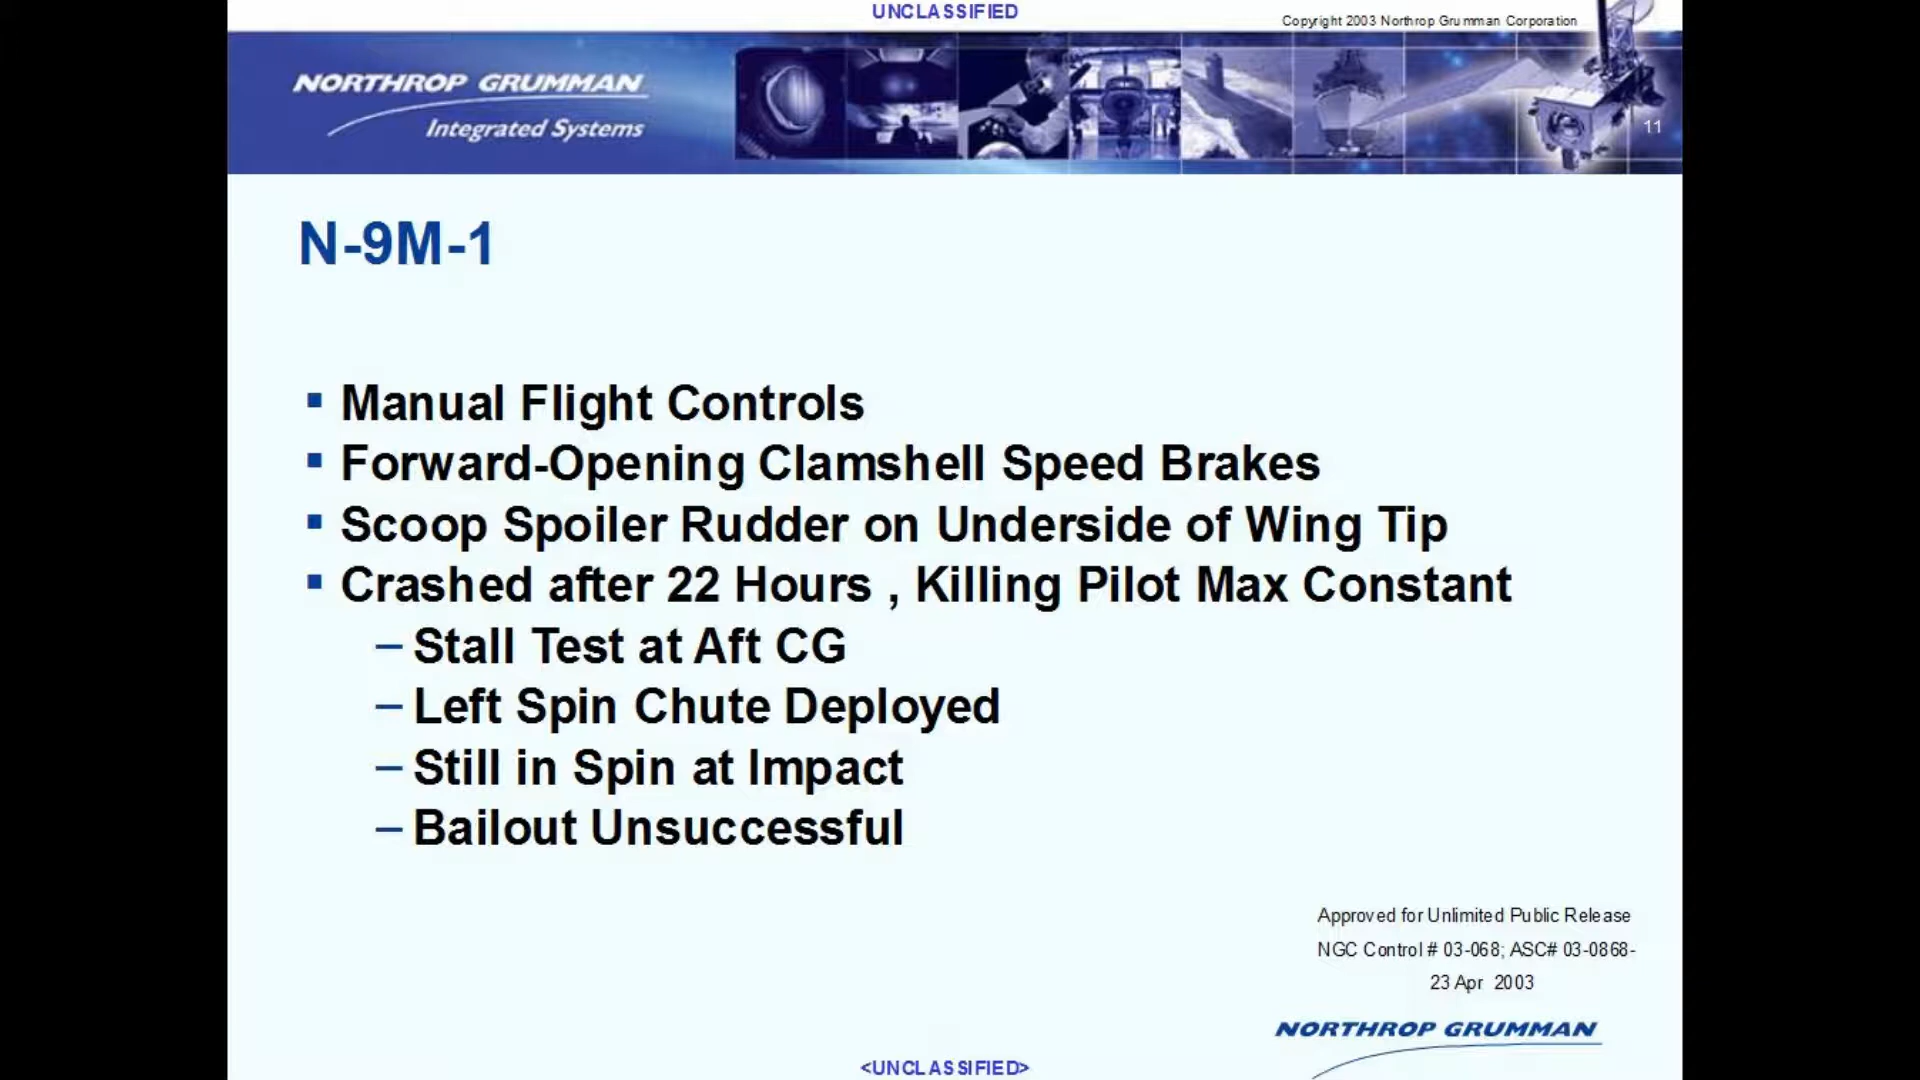 UNCLASSIFIED
Copyright 2003 Northrop Grumman Corporation
NORTHROP GRUMMAN
Integrated Systems
11
N-9M-1
▪ Manual Flight Controls
▪ Forward-Opening Clamshell Speed Brakes
▪ Scoop Spoiler Rudder on Underside of Wing Tip
▪ Crashed after 22 Hours , Killing Pilot Max Constant
– Stall Test at Aft CG
– Left Spin Chute Deployed
– Still in Spin at Impact
– Bailout Unsuccessful
Approved for Unlimited Public Release
NGC Control # 03-068; ASC# 03-0868-
23 Apr 2003
NORTHROP GRUMMAN
<UNCLASSIFIED>